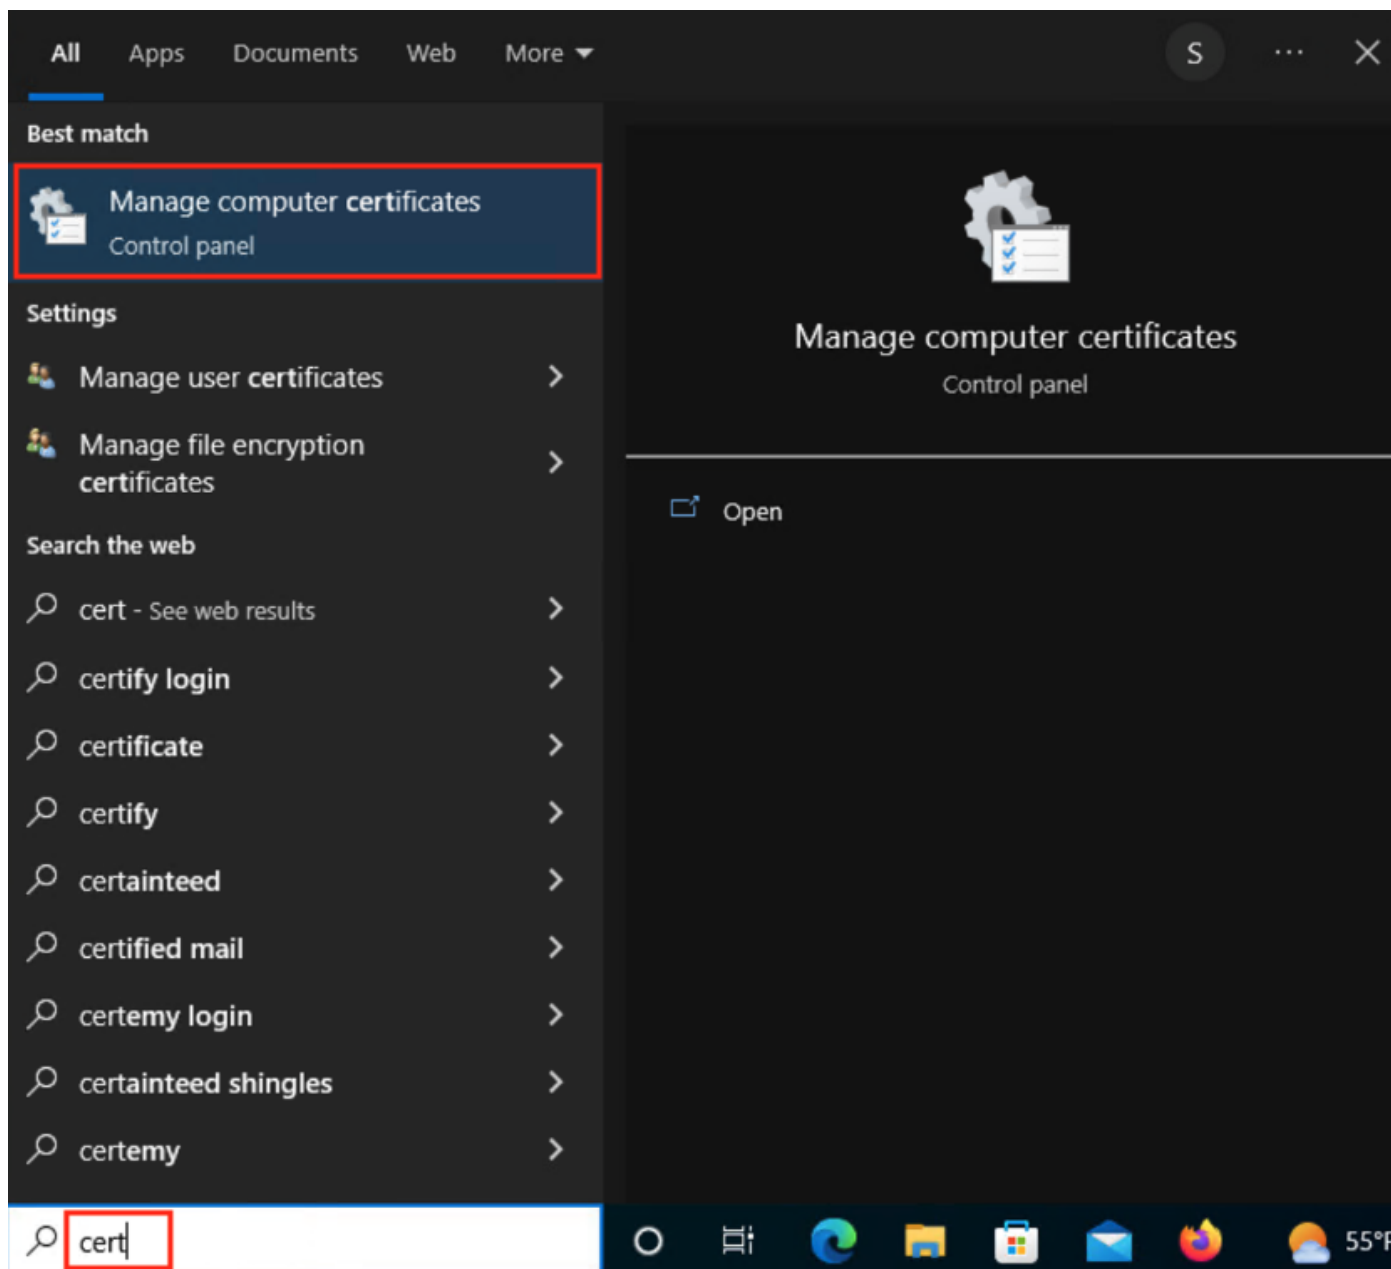 All Apps Documents Web More S ... 
Best match
Manage computer certificates
Control panel
Settings
Manage user certificates
Manage file encryption
certificates
Search the web
cert - See web results
certify login
certificate
certify
certainteed
certified mail
certemy login
certainteed shingles
certemy
cert
Manage computer certificates
Control panel
Open
55°F